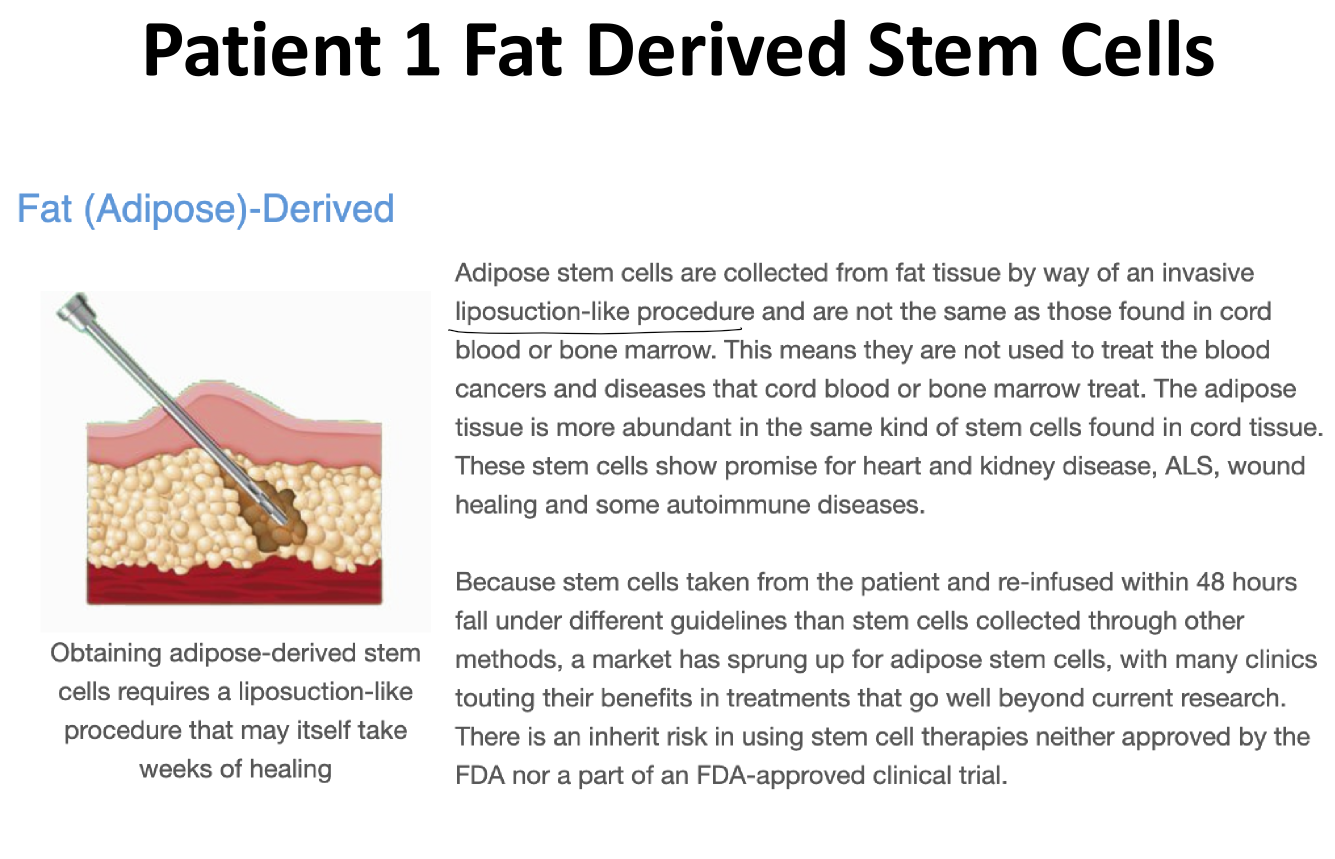 Patient 1 Fat Derived Stem Cells
Fat (Adipose)-Derived
Adipose stem cells are collected from fat tissue by way of an invasive
liposuction-like procedure and are not the same as those found in cord
blood or bone marrow. This means they are not used to treat the blood
cancers and diseases that cord blood or bone marrow treat. The adipose
tissue is more abundant in the same kind of stem cells found in cord tissue.
These stem cells show promise for heart and kidney disease, ALS, wound
healing and some autoimmune diseases.
Because stem cells taken from the patient and re-infused within 48 hours
fall under different guidelines than stem cells collected through other
methods, a market has sprung up for adipose stem cells, with many clinics
touting their benefits in treatments that go well beyond current research.
There is an inherit risk in using stem cell therapies neither approved by the
FDA nor a part of an FDA-approved clinical trial.
Obtaining adipose-derived stem
cells requires a liposuction-like
procedure that may itself take
weeks of healing